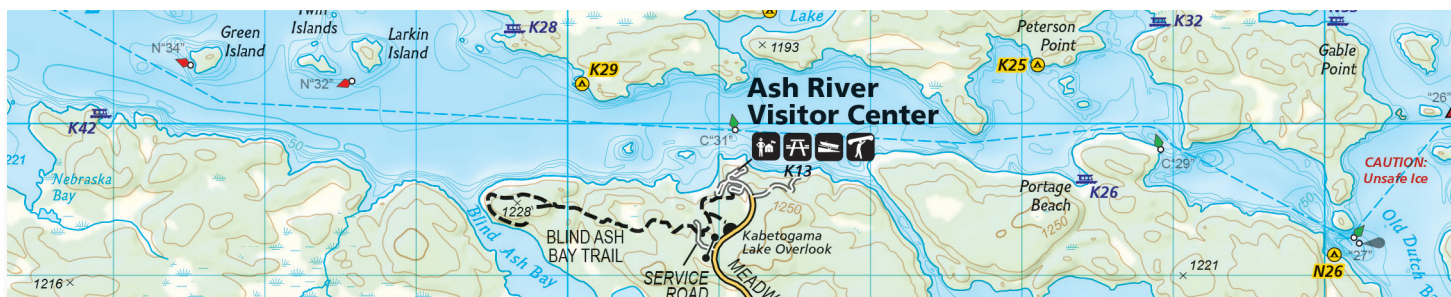 Twin
Islands
Green
Island
Larkin
Island
N"34"
N"32"
K28
K29
K42
Lake
1193
Peterson
Point
K25
K32
Gable
Point
Ash River
Visitor Center
C"31"
K13
C"29"
"26"
CAUTION:
Unsafe Ice
1221
Nebraska
Bay
1228
BLIND ASH
BAY TRAIL
Blind Ash Bay
1250
Kabetogama
Lake Overlook
SERVICE
ROAD
MEADW
1250
Portage
Beach
K26
1150
Old Dutch B
"27"
N26
1221
1216